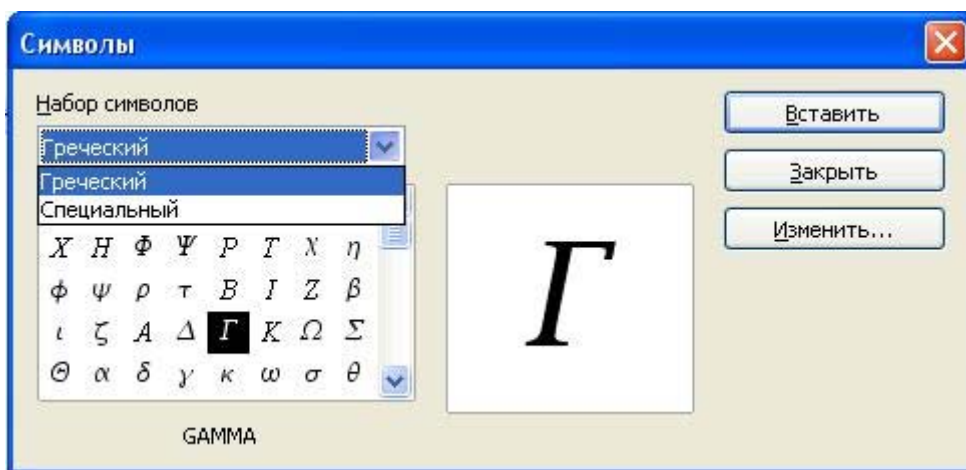 Символы
Набор символов
Греческий
Греческий
Специальный
Χ Η Φ Ψ Ρ Τ χ η
ϕ ψ ρ τ Β Ι Ζ β
ι ζ Α Δ Γ Κ Ω Σ
Θ α δ γ κ ω σ θ
GAMMA
Γ
Вставить
Закрыть
Изменить...